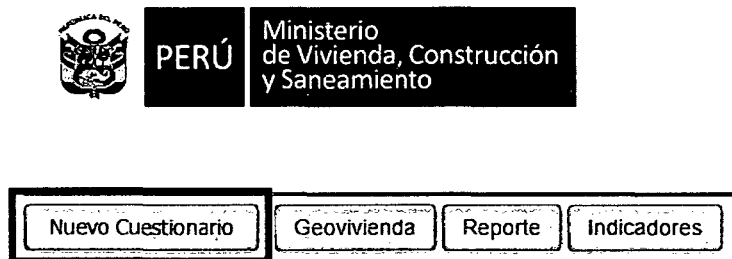 PERÚ
Ministerio
de Vivienda, Construcción
y Saneamiento
Nuevo Cuestionario Geovivienda Reporte Indicadores